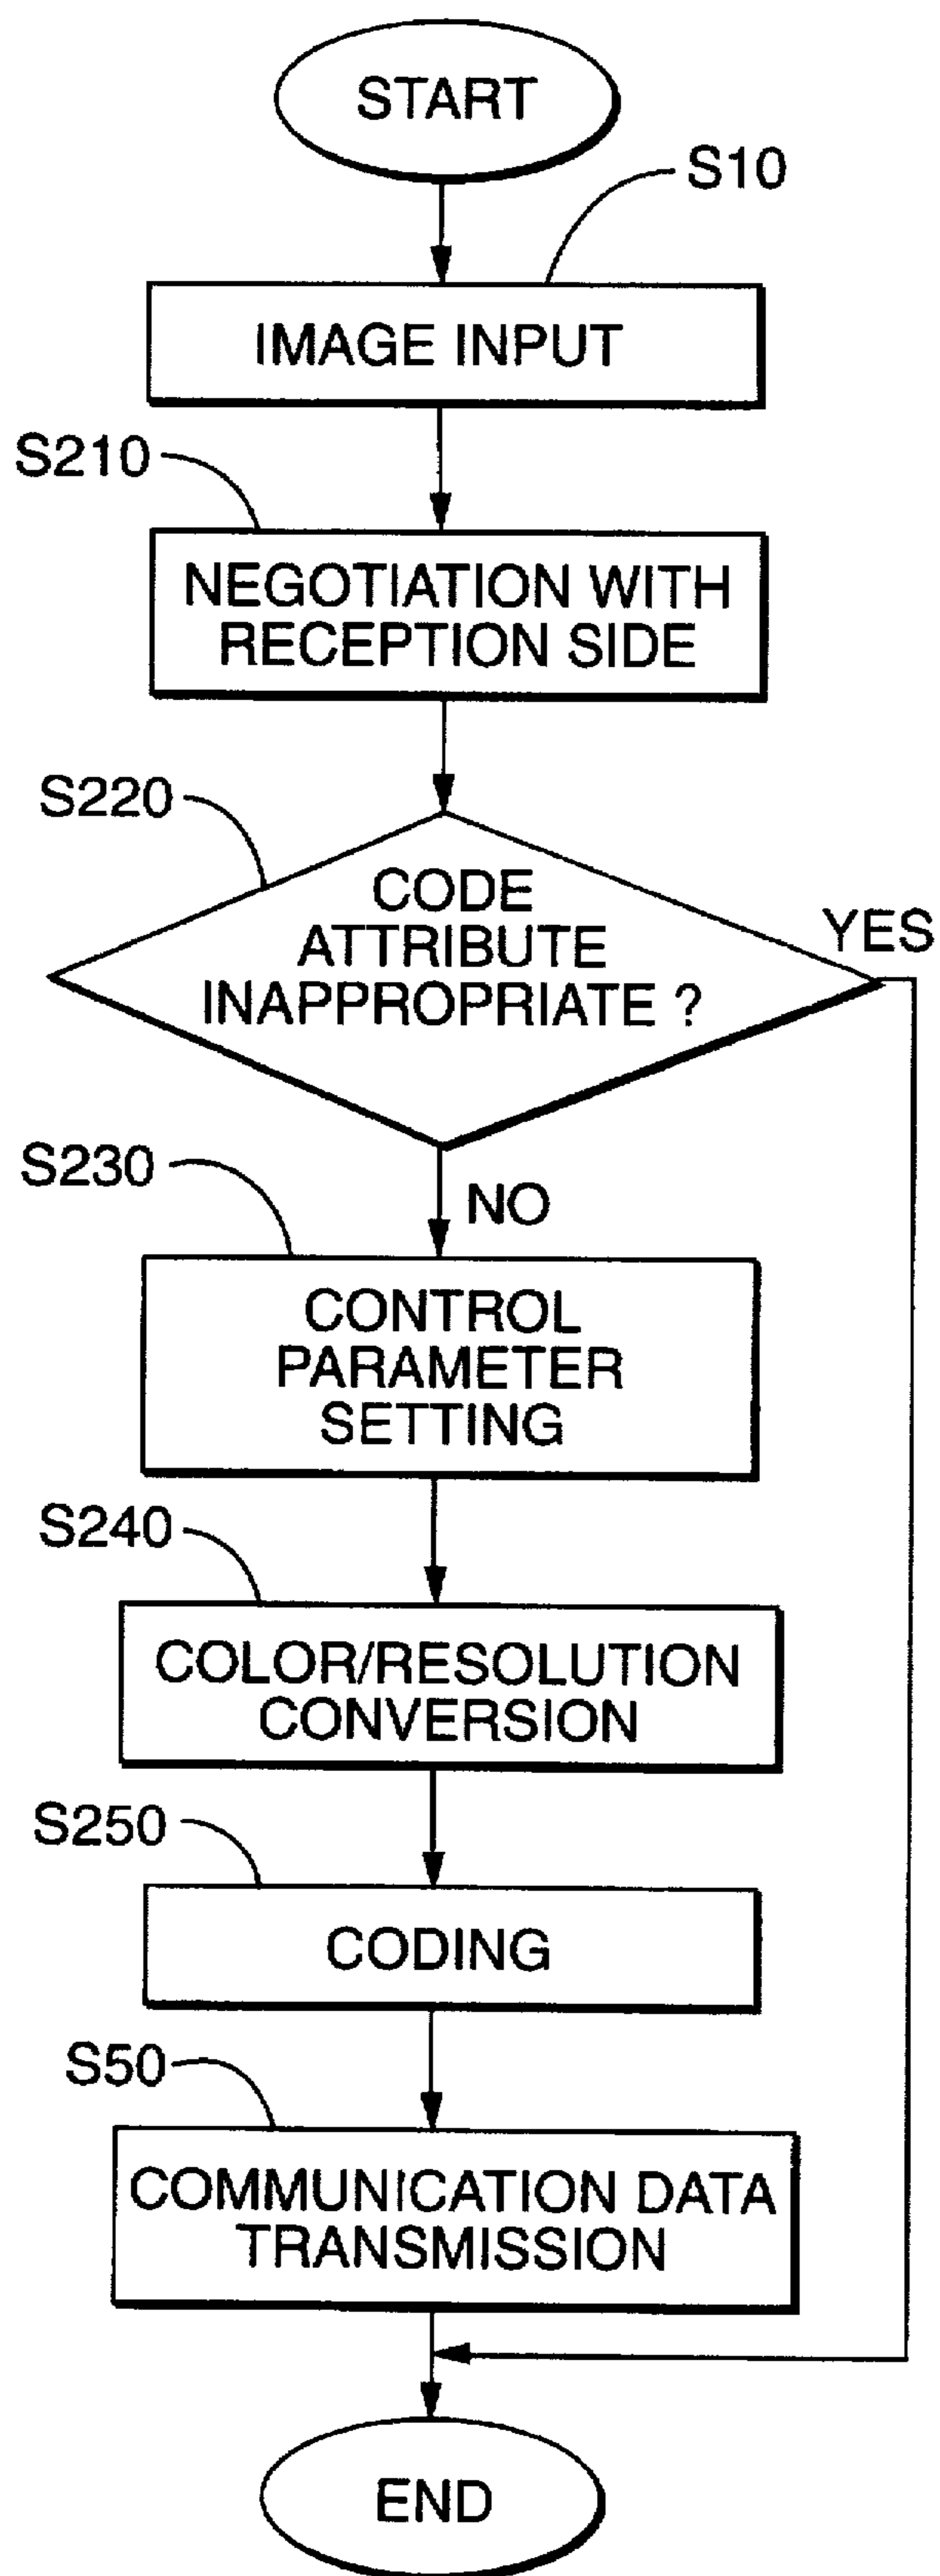 START
S10
IMAGE INPUT
S210
NEGOTIATION WITH
RECEPTION SIDE
S220
CODE
ATTRIBUTE
INAPPROPRIATE ?
YES
NO
S230
CONTROL
PARAMETER
SETTING
S240
COLOR/RESOLUTION
CONVERSION
S250
CODING
S50
COMMUNICATION DATA
TRANSMISSION
END